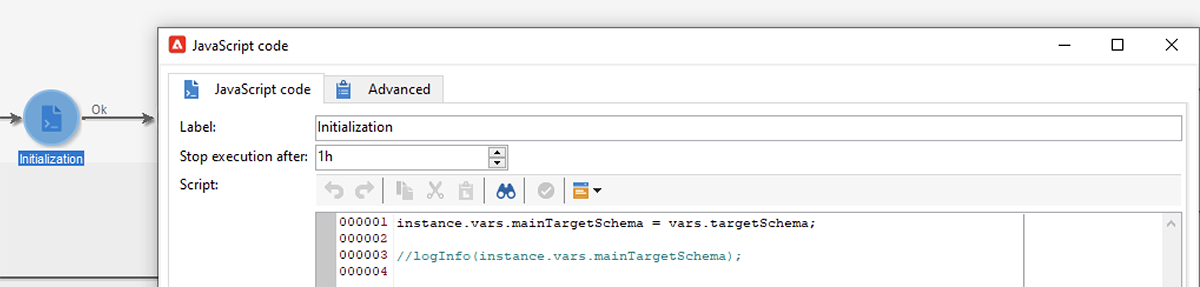 JavaScript code
JavaScript code
Advanced
Ok
Label:
Initialization
Initialization
Stop execution after:
1h
Script:
000001 instance.vars.mainTargetSchema = vars.targetSchema;
000002
000003 //logInfo(instance.vars.mainTargetSchema);
000004